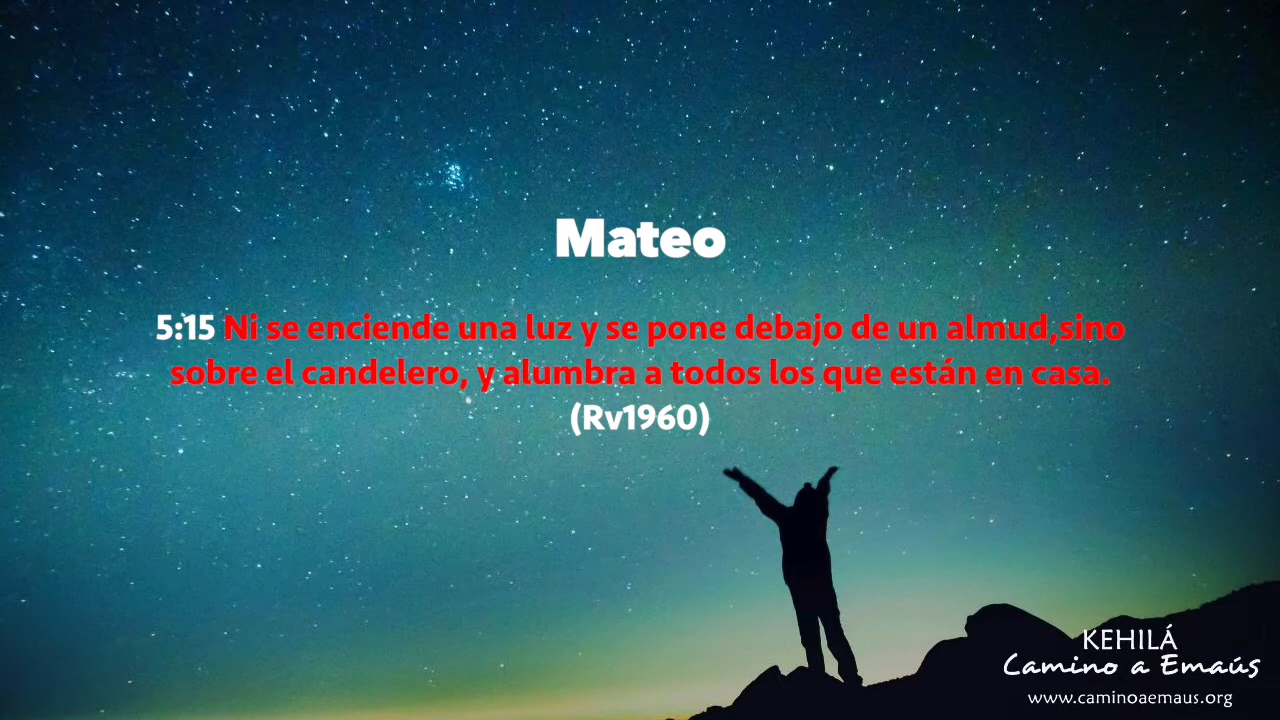 Mateo
5:15 Ni se enciende una luz y se pone debajo de un almud,sino
sobre el candelero, y alumbra a todos los que están en casa.
(Rv1960)
KEHILÁ
Camino a Emaús
www.caminoaemaus.org